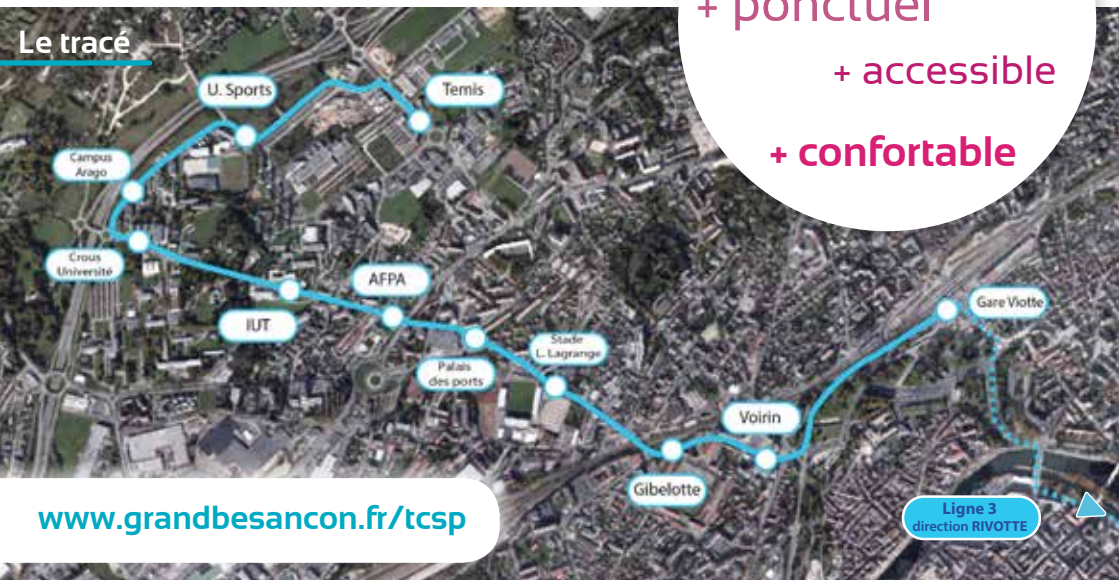 + ponctuel
Le tracé
+ accessible
+ confortable
U. Sports
Temis
Campus
Arago
Crous
Université
IUT
AFPA
Palais
des ports
Stade
L. Lagrange
Gibelotte
Voirin
Gare Viotte
Ligne 3
direction RIVOTTE
www.grandbesancon.fr/tcsp